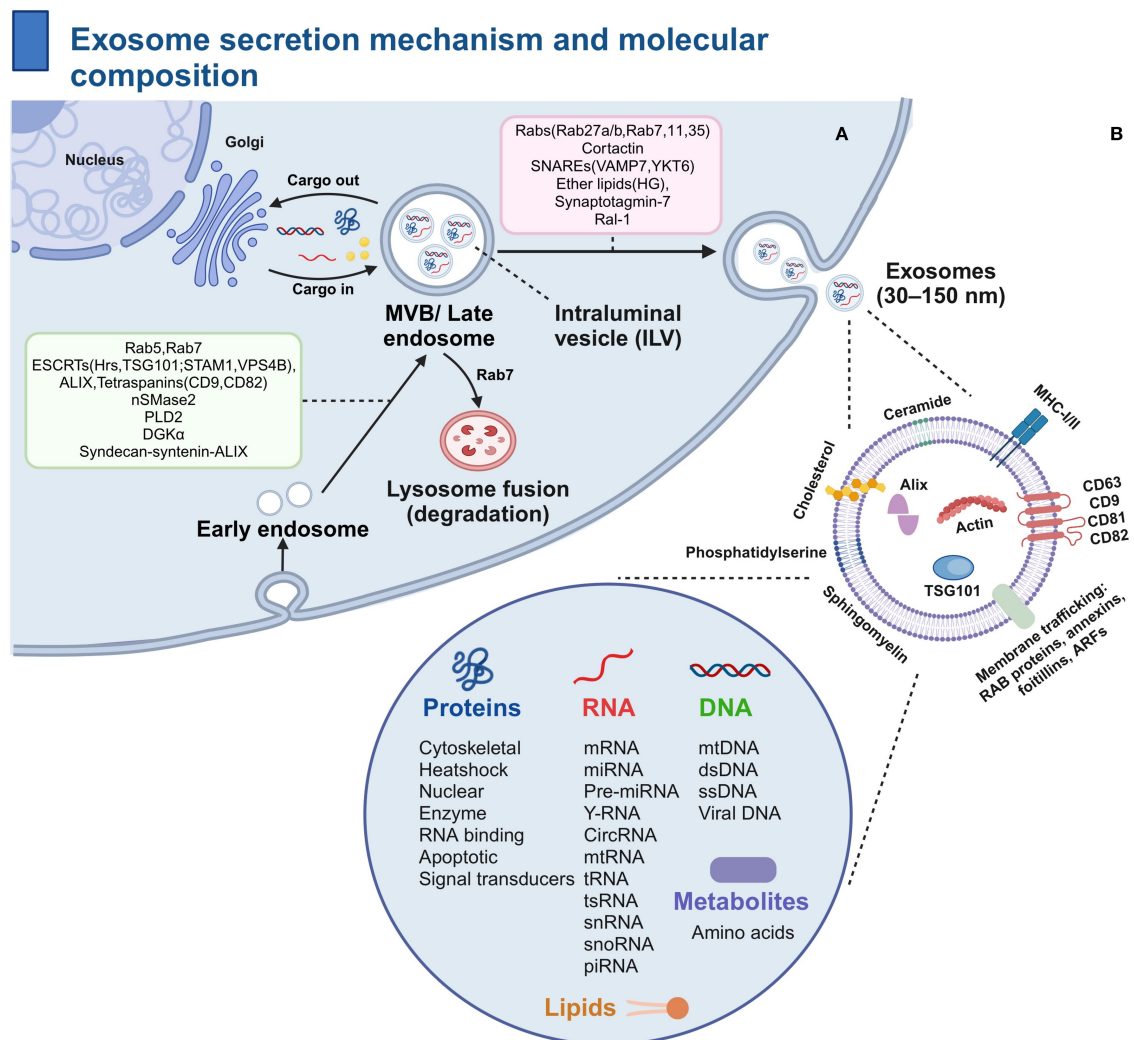 Exosome secretion mechanism and molecular
composition
A
B
Nucleus
Golgi
Cargo out
Cargo in
Rabs(Rab27a/b,Rab7,11,35)
Cortactin
SNAREs(VAMP7,YKT6)
Ether lipids(HG),
Synaptotagmin-7
Ral-1
MVB/ Late
endosome
Intraluminal
vesicle (ILV)
Exosomes
(30–150 nm)
Rab5,Rab7
ESCRTs(Hrs,TSG101;STAM1,VPS4B),
ALIX,Tetraspanins(CD9,CD82)
nSMase2
PLD2
DGKα
Syndecan-syntenin-ALIX
Rab7
Lysosome fusion
(degradation)
Early endosome
Ceramide
MHC-I/II
Cholesterol
Alix
Actin
CD63
CD9
CD81
CD82
Phosphatidylserine
TSG101
Sphingomyelin
Membrane trafficking:
RAB proteins, annexins,
foitillins, ARFs
Proteins
Cytoskeletal
Heatshock
Nuclear
Enzyme
RNA binding
Apoptotic
Signal transducers
RNA
mRNA
miRNA
Pre-miRNA
Y-RNA
CircRNA
mtRNA
tRNA
tsRNA
snRNA
snoRNA
piRNA
DNA
mtDNA
dsDNA
ssDNA
Viral DNA
Metabolites
Amino acids
Lipids